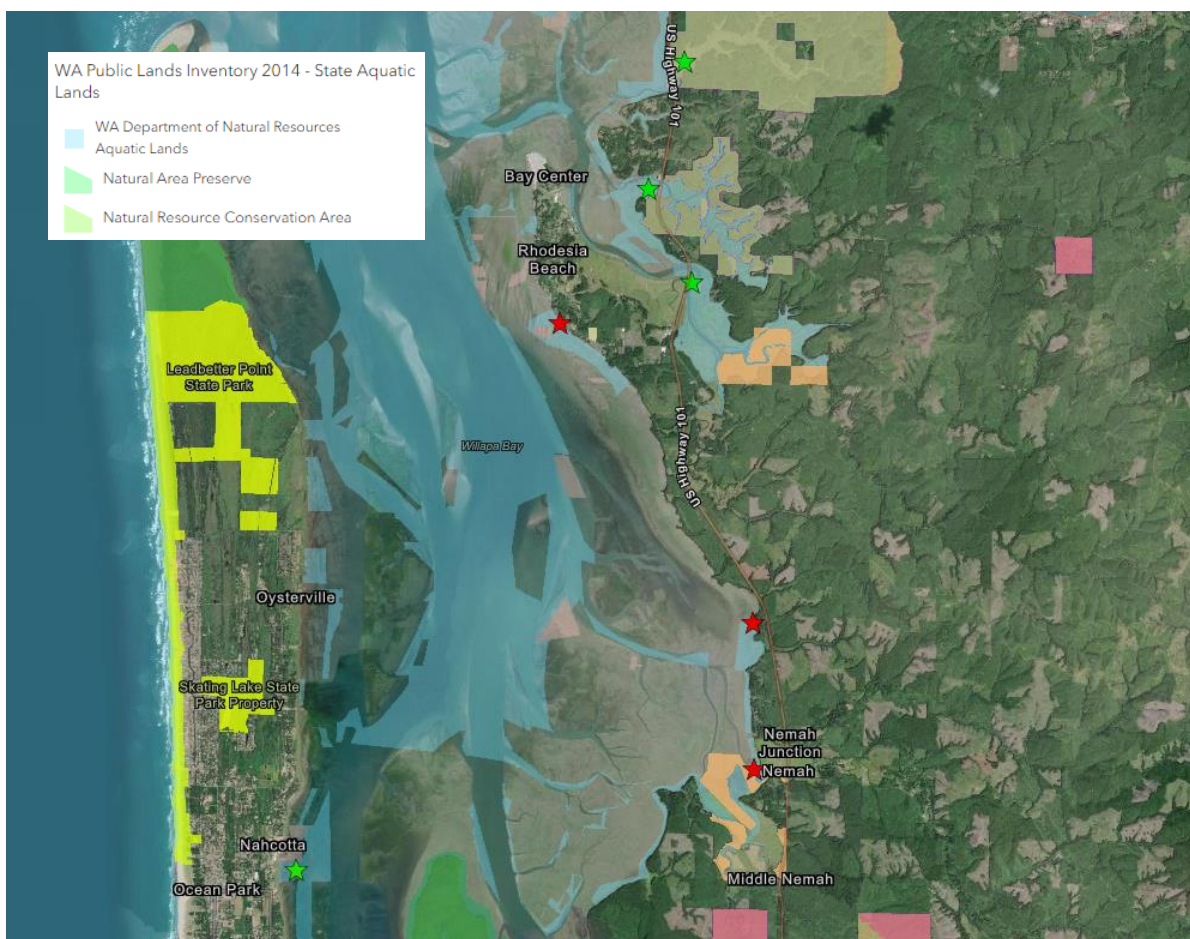 WA Public Lands Inventory 2014 - State Aquatic
Lands
WA Department of Natural Resources
Aquatic Lands
Natural Area Preserve
Natural Resource Conservation Area
US Highway 101
Bay Center
Rhodesia
Beach
Leadbetter Point
State Park
Willapa Bay
US Highway 101
Oysterville
Skating Lake State
Park Property
Nemah
Junction
Nemah
Nahcotta
Ocean Park
Middle Nemah